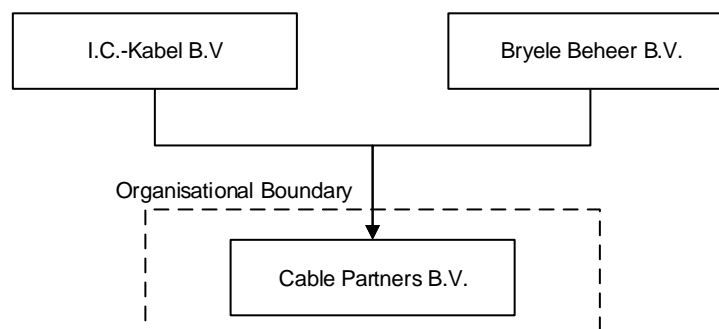 I.C.-Kabel B.V
Bryele Beheer B.V.
Organisational Boundary
Cable Partners B.V.